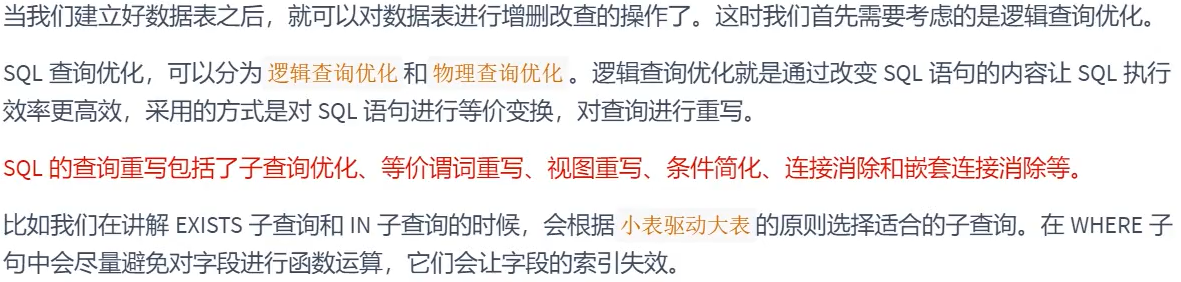 当我们建立好数据表之后，就可以对数据表进行增删改查的操作了。这时我们首先需要考虑的是逻辑查询优化。
SQL 查询优化，可以分为 逻辑查询优化 和 物理查询优化 。逻辑查询优化就是通过改变 SQL 语句的内容让 SQL 执行
效率更高效，采用的方式是对 SQL 语句进行等价变换，对查询进行重写。
SQL 的查询重写包括了子查询优化、等价谓词重写、视图重写、条件简化、连接消除和嵌套连接消除等。
比如我们在讲解 EXISTS 子查询和 IN 子查询的时候，会根据 小表驱动大表 的原则选择适合的子查询。在 WHERE 子
句中会尽量避免对字段进行函数运算，它们会让字段的索引失效。